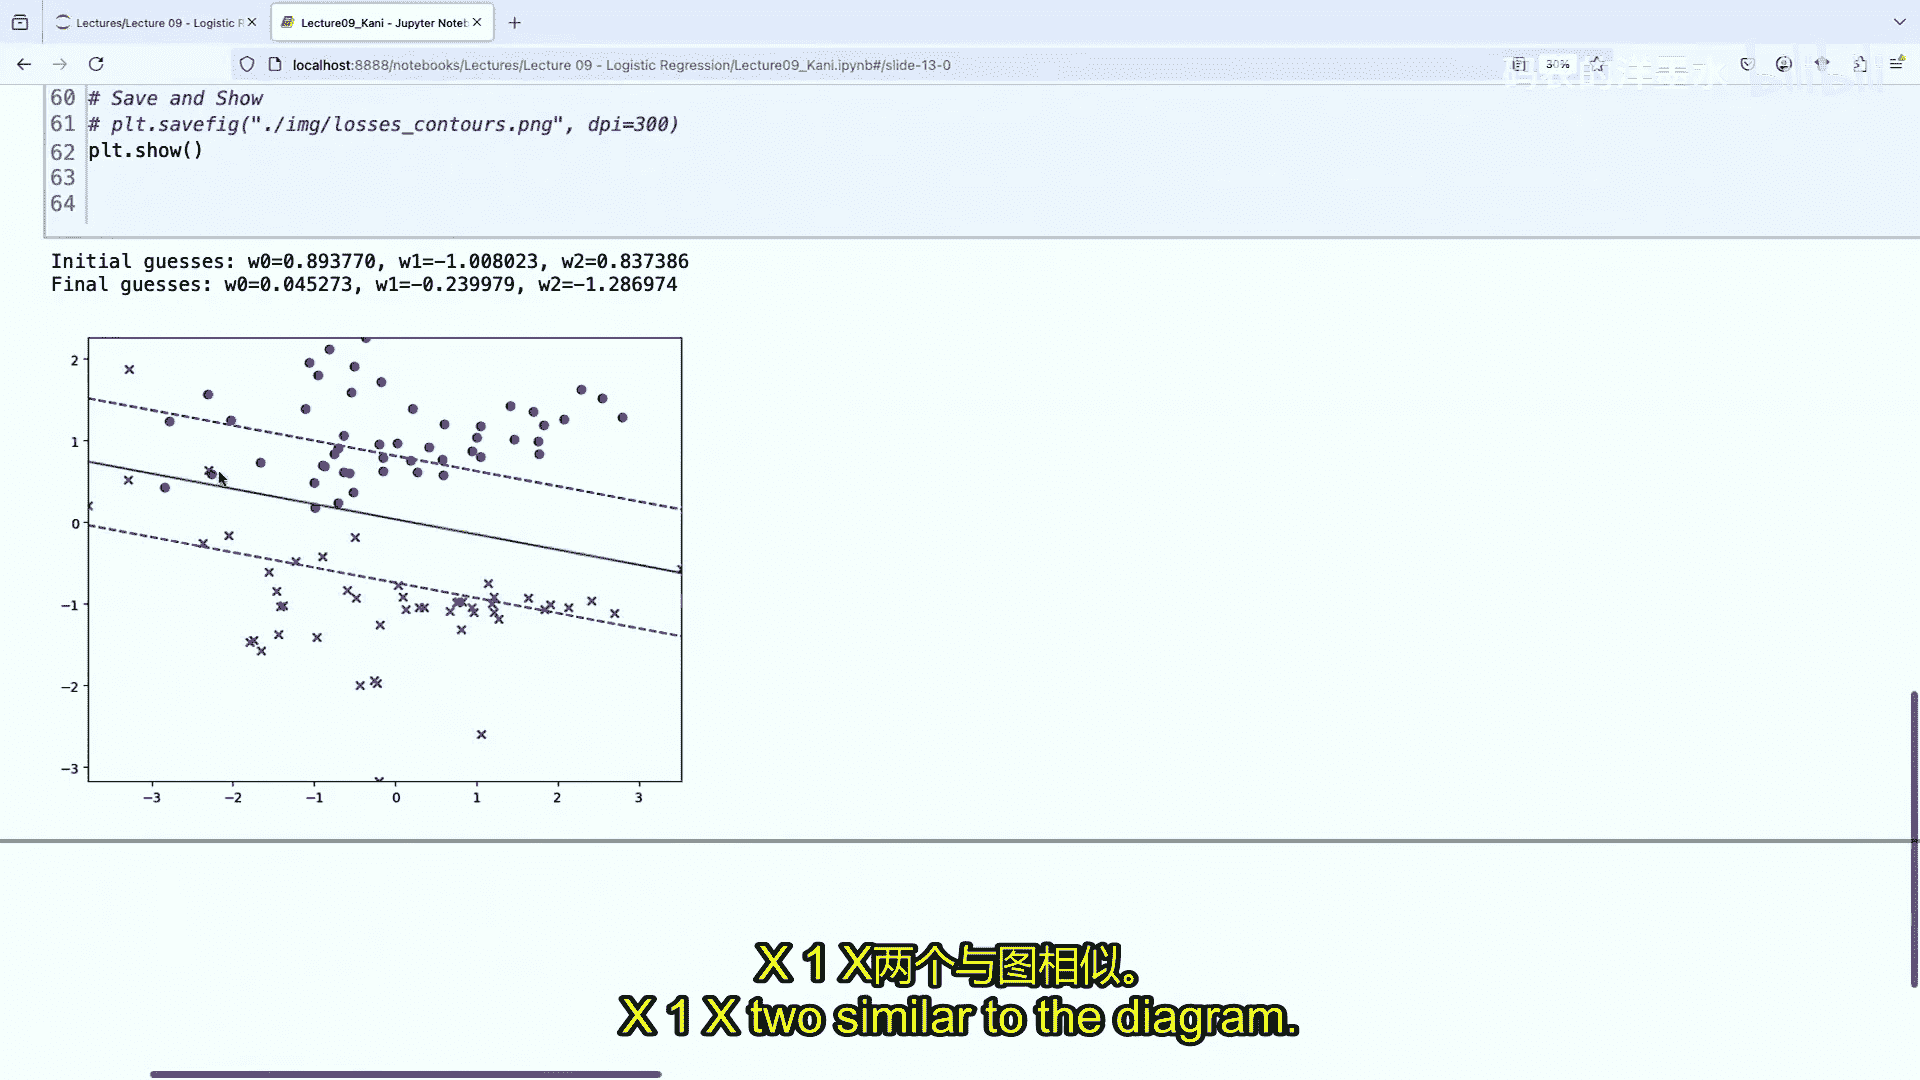 Lectures/Lecture 09 - Logistic R
Lecture09_Kani - Jupyter Noteb
localhost:8888/notebooks/Lectures/Lecture 09 - Logistic Regression/Lecture09_Kani.ipynb#/slide-13-0
30%
bilibili
60 # Save and Show
61 # plt.savefig("./img/losses_contours.png", dpi=300)
62 plt.show()
63
64
Initial guesses: w0=0.893770, w1=-1.008023, w2=0.837386
Final guesses: w0=0.045273, w1=-0.239979, w2=-1.286974
2
1
0
−1
−2
−3
−3 −2 −1 0 1 2 3
X 1 X两个与图相似。
X 1 X two similar to the diagram.